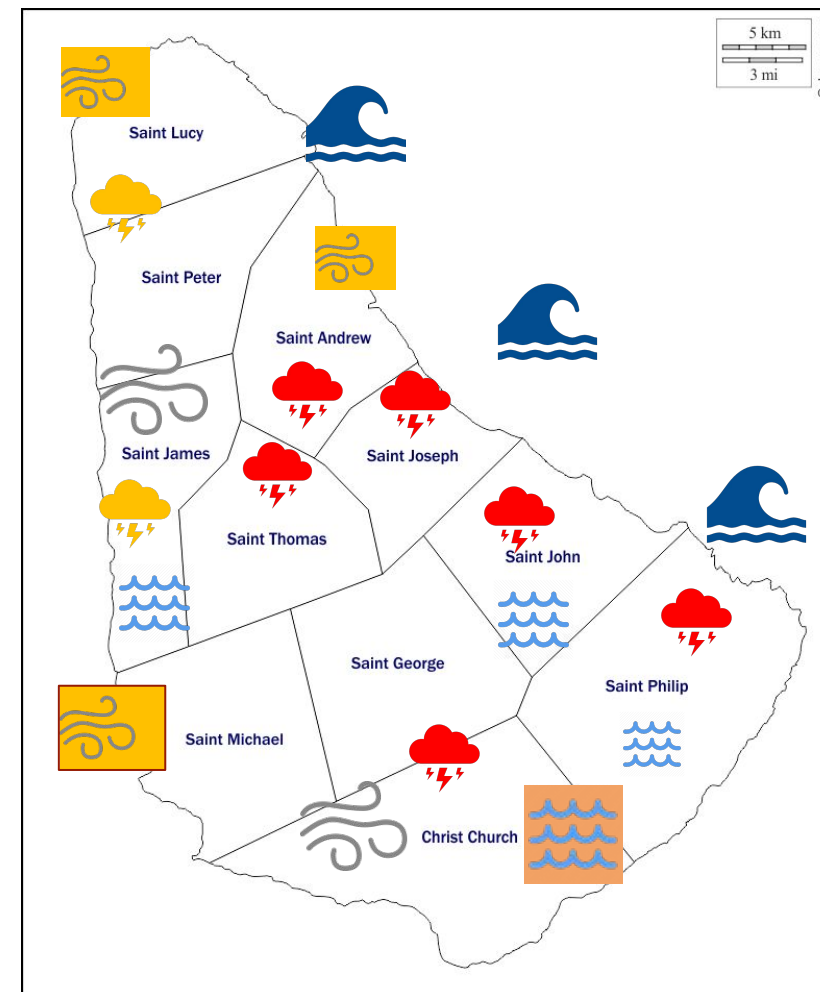 5 km
3 mi
Saint Lucy
Saint Peter
Saint Andrew
Saint James
Saint Joseph
Saint Thomas
Saint John
Saint George
Saint Philip
Saint Michael
Christ Church